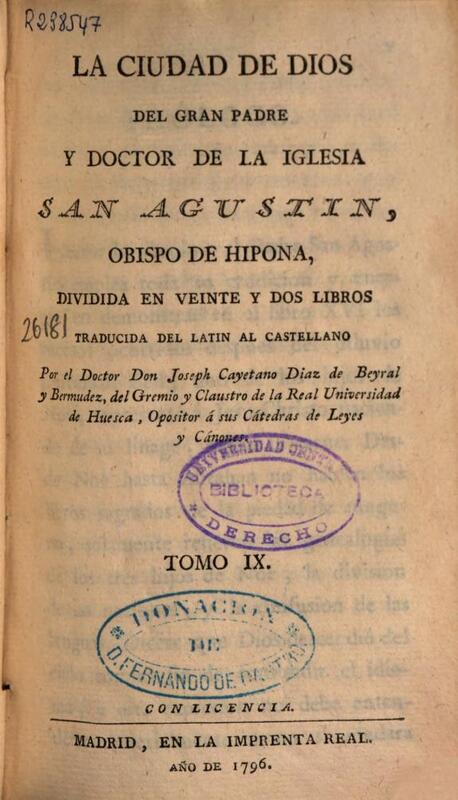 R238547
LA CIUDAD DE DIOS
DEL GRAN PADRE
Y DOCTOR DE LA IGLESIA
SAN AGUSTIN,
OBISPO DE HIPONA,
DIVIDIDA EN VEINTE Y DOS LIBROS
26181
TRADUCIDA DEL LATIN AL CASTELLANO
Por el Doctor Don Joseph Cayetano Diaz de Beyral
y Bermudez, del Gremio y Claustro de la Real Universidad
de Huesca, Opositor á sus Cátedras de Leyes
y Cánones.
UNIVERSIDAD CENTRAL
BIBLIOTECA
* DERECHO *
TOMO IX.
* DONACION *
DE
D. FERNANDO DE
CON LICENCIA.
MADRID, EN LA IMPRENTA REAL.
AÑO DE 1796.